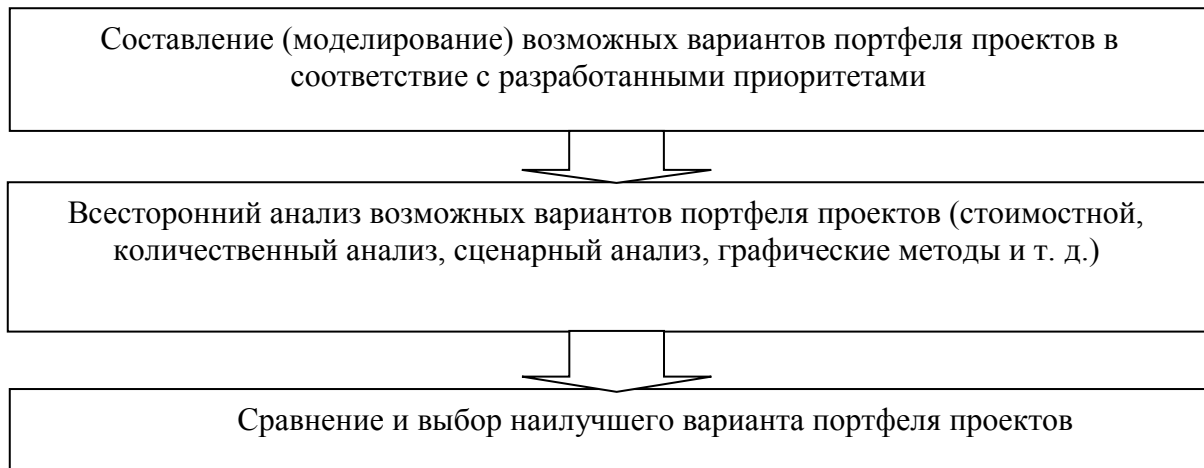 Составление (моделирование) возможных вариантов портфеля проектов в
соответствие с разработанными приоритетами
Всесторонний анализ возможных вариантов портфеля проектов (стоимостной,
количественный анализ, сценарный анализ, графические методы и т. д.)
Сравнение и выбор наилучшего варианта портфеля проектов